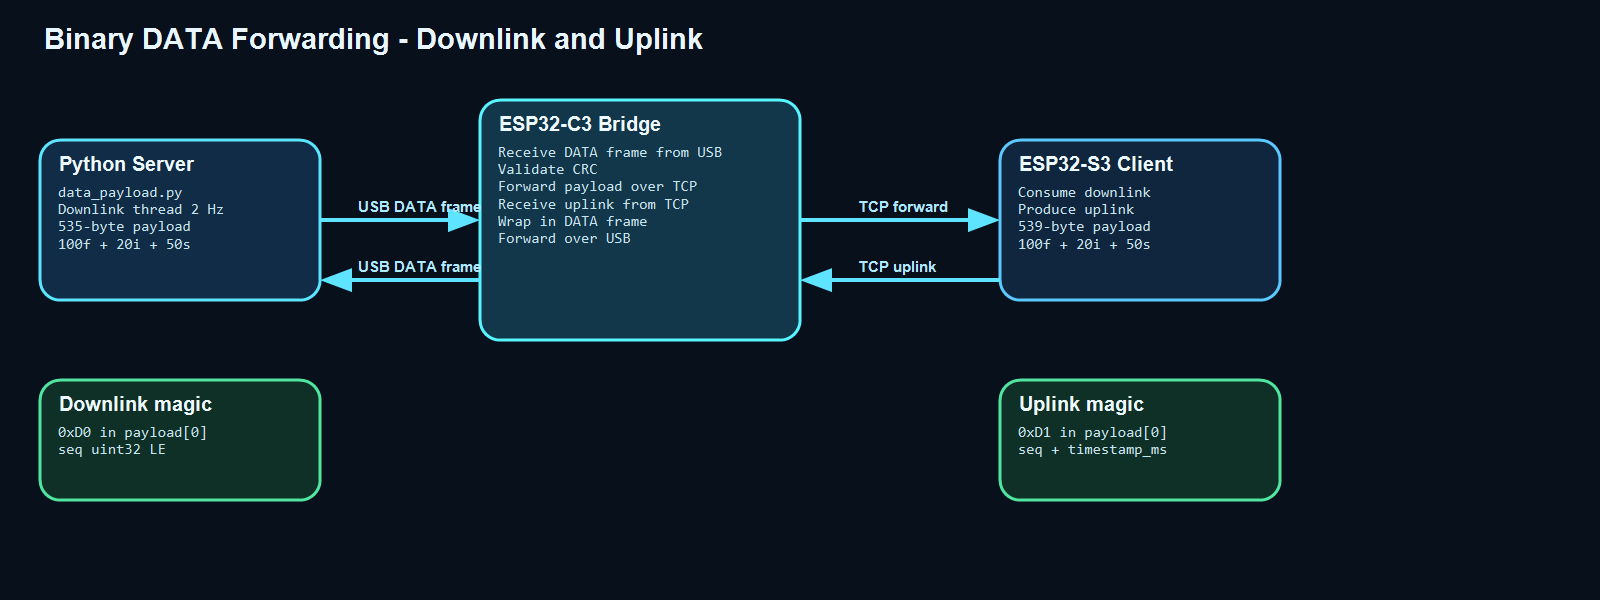 Binary DATA Forwarding - Downlink and Uplink
Python Server
data_payload.py
Downlink thread 2 Hz
535-byte payload
100f + 20i + 50s
USB DATA frame
USB DATA frame
ESP32-C3 Bridge
Receive DATA frame from USB
Validate CRC
Forward payload over TCP
Receive uplink from TCP
Wrap in DATA frame
Forward over USB
TCP forward
TCP uplink
ESP32-S3 Client
Consume downlink
Produce uplink
539-byte payload
100f + 20i + 50s
Downlink magic
0xD0 in payload[0]
seq uint32 LE
Uplink magic
0xD1 in payload[0]
seq + timestamp_ms